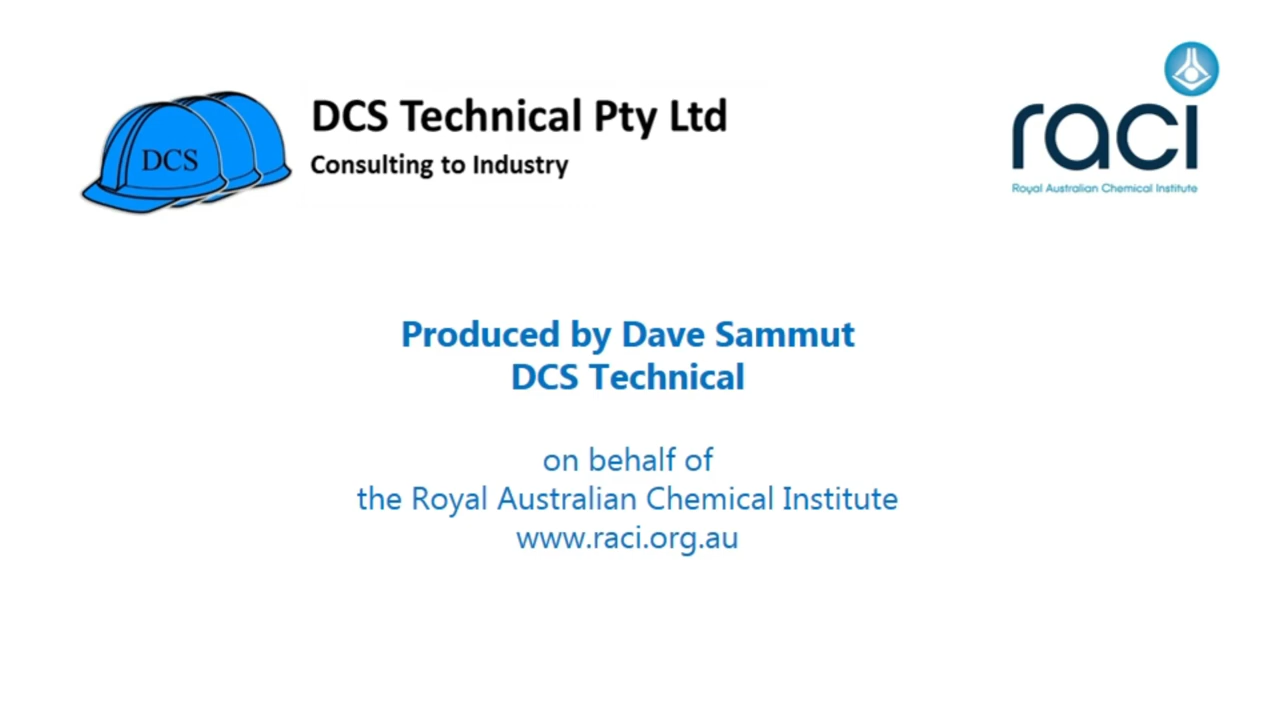 DCS
DCS Technical Pty Ltd
Consulting to Industry
raci
Royal Australian Chemical Institute
Produced by Dave Sammut
DCS Technical
on behalf of
the Royal Australian Chemical Institute
www.raci.org.au